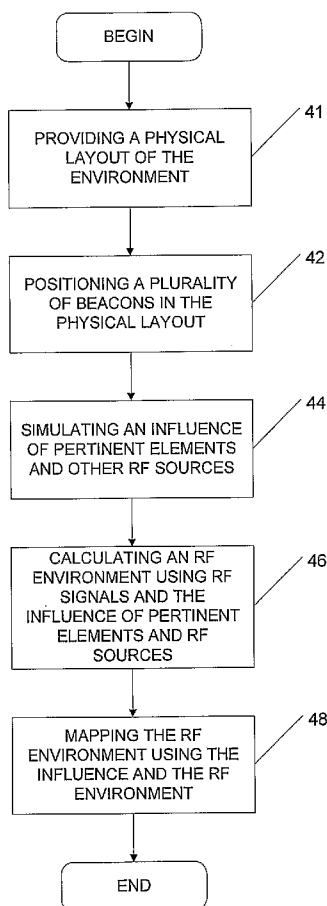 BEGIN
41
PROVIDING A PHYSICAL
LAYOUT OF THE
ENVIRONMENT
42
POSITIONING A PLURALITY
OF BEACONS IN THE
PHYSICAL LAYOUT
44
SIMULATING AN INFLUENCE
OF PERTINENT ELEMENTS
AND OTHER RF SOURCES
46
CALCULATING AN RF
ENVIRONMENT USING RF
SIGNALS AND THE
INFLUENCE OF PERTINENT
ELEMENTS AND RF
SOURCES
48
MAPPING THE RF
ENVIRONMENT USING THE
INFLUENCE AND THE RF
ENVIRONMENT
END